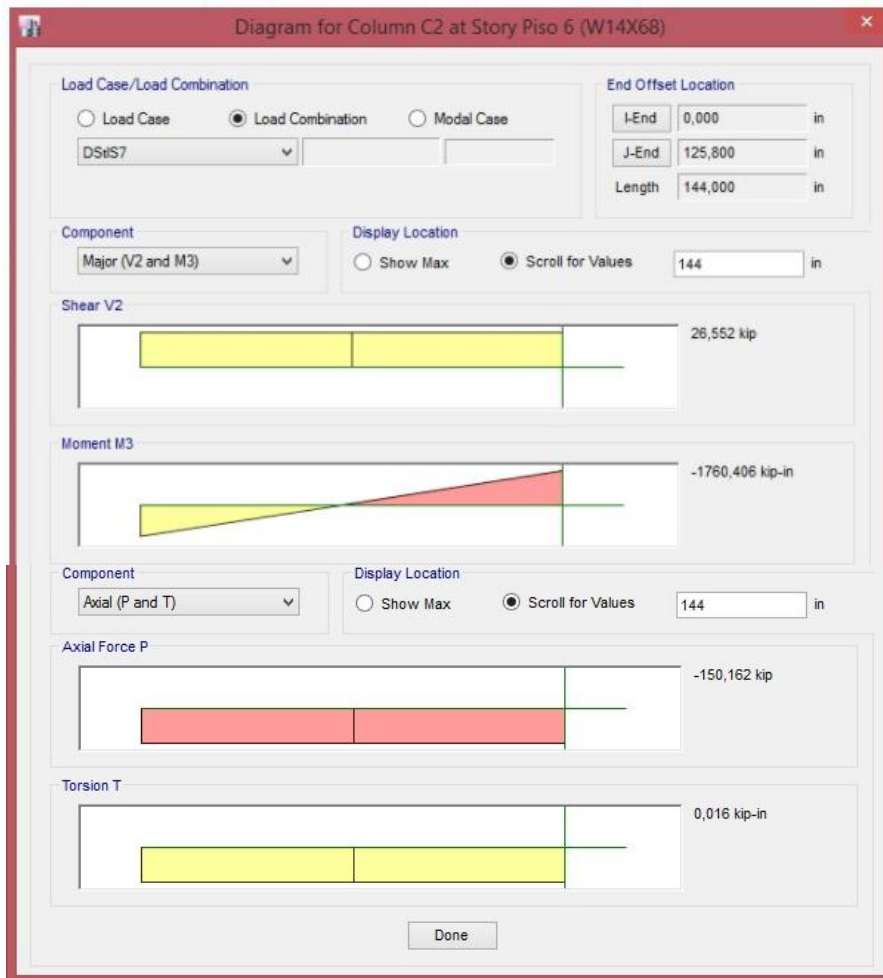 Diagram for Column C2 at Story Piso 6 (W14X68)
Load Case/Load Combination
Load Case Load Combination Modal Case
DStlS7
End Offset Location
I-End 0,000 in
J-End 125,800 in
Length 144,000 in
Component
Major (V2 and M3)
Display Location
Show Max Scroll for Values 144 in
Shear V2
26,552 kip
Moment M3
-1760,406 kip-in
Component
Axial (P and T)
Display Location
Show Max Scroll for Values 144 in
Axial Force P
-150,162 kip
Torsion T
0,016 kip-in
Done